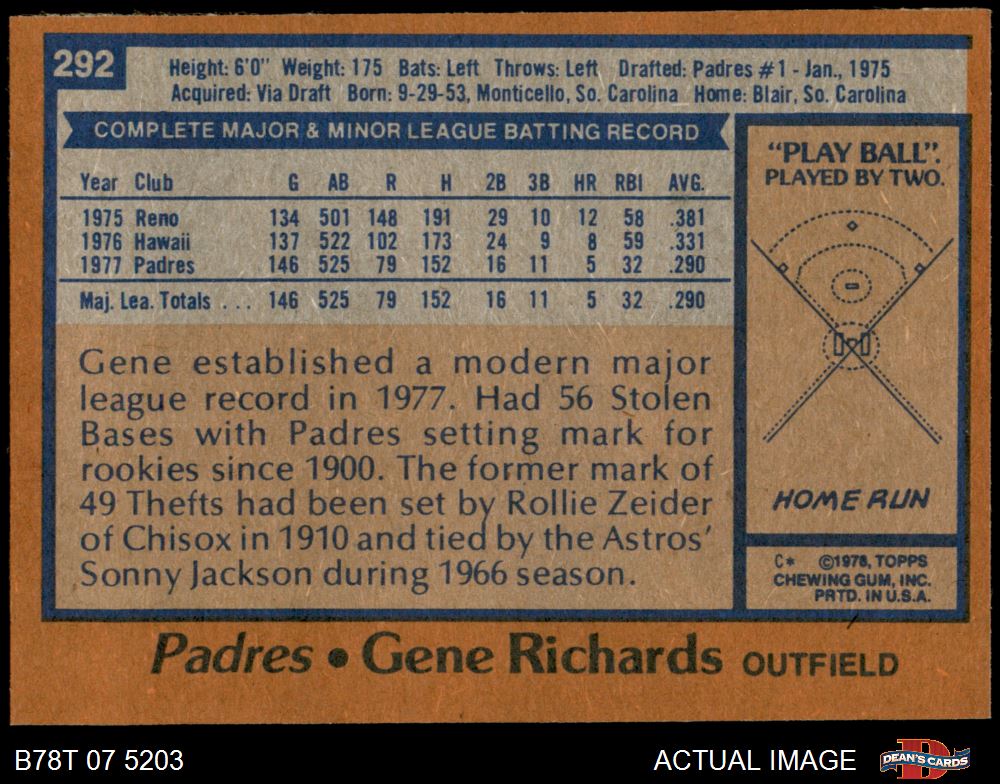 292
Height: 6'0" Weight: 175 Bats: Left Throws: Left Drafted: Padres #1 - Jan., 1975
Acquired: Via Draft Born: 9-29-53, Monticello, So. Carolina Home: Blair, So. Carolina
COMPLETE MAJOR & MINOR LEAGUE BATTING RECORD
Year Club G AB R H 2B 3B HR RBI AVG.
1975 Reno 134 501 148 191 29 10 12 58 .381
1976 Hawaii 137 522 102 173 24 9 8 59 .331
1977 Padres 146 525 79 152 16 11 5 32 .290
Maj. Lea. Totals . . . 146 525 79 152 16 11 5 32 .290
Gene established a modern major
league record in 1977. Had 56 Stolen
Bases with Padres setting mark for
rookies since 1900. The former mark of
49 Thefts had been set by Rollie Zeider
of Chisox in 1910 and tied by the Astros'
Sonny Jackson during 1966 season.
"PLAY BALL".
PLAYED BY TWO.
HOME RUN
C* ©1978, TOPPS
CHEWING GUM, INC.
PRTD. IN U.S.A.
Padres • Gene Richards OUTFIELD
B78T 07 5203
ACTUAL IMAGE
DEAN'S CARDS